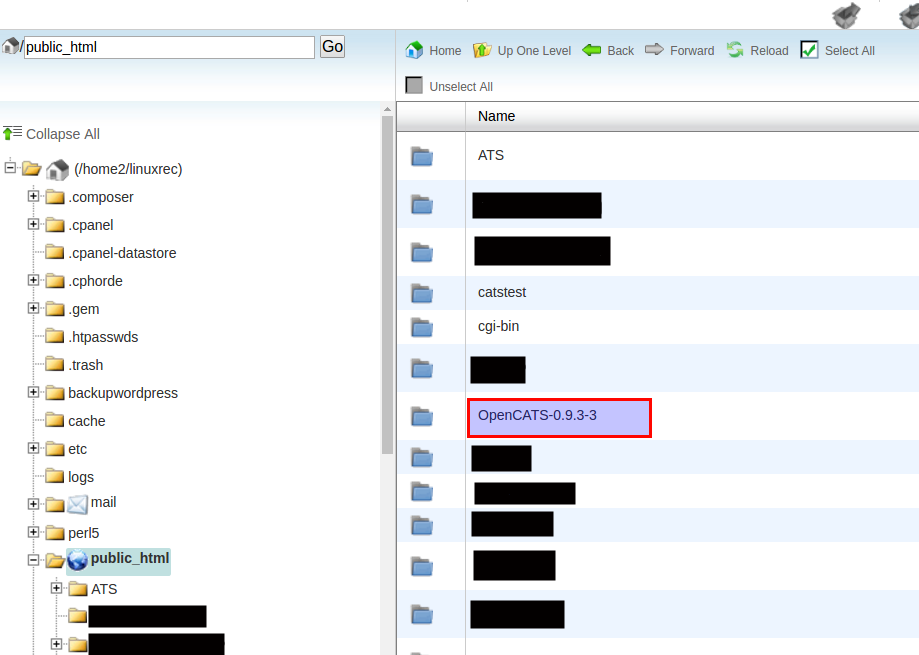 /public_html Go
Home Up One Level Back Forward Reload Select All
Unselect All
Collapse All
(/home2/linuxrec)
.composer
.cpanel
.cpanel-datastore
.cphorde
.gem
.htpasswds
.trash
backupwordpress
cache
etc
logs
mail
perl5
public_html
ATS
Name
ATS
catstest
cgi-bin
OpenCATS-0.9.3-3